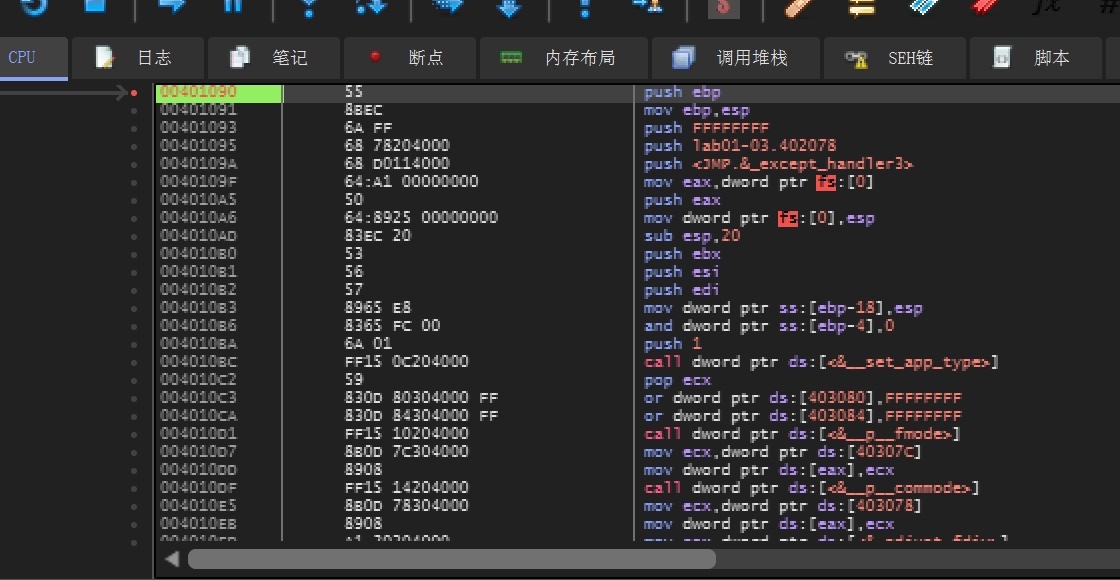 CPU 日志 笔记 断点 内存布局 调用堆栈 SEH链 脚本
00401090 55 push ebp
00401091 8BEC mov ebp,esp
00401093 6A FF push FFFFFFFF
00401095 68 78204000 push lab01-03.402078
0040109A 68 D0114000 push <JMP.&_except_handler3>
0040109F 64:A1 00000000 mov eax,dword ptr fs:[0]
004010A5 50 push eax
004010A6 64:8925 00000000 mov dword ptr fs:[0],esp
004010AD 83EC 20 sub esp,20
004010B0 53 push ebx
004010B1 56 push esi
004010B2 57 push edi
004010B3 8965 E8 mov dword ptr ss:[ebp-18],esp
004010B6 8365 FC 00 and dword ptr ss:[ebp-4],0
004010BA 6A 01 push 1
004010BC FF15 0C204000 call dword ptr ds:[<&__set_app_type>]
004010C2 59 pop ecx
004010C3 830D 80304000 FF or dword ptr ds:[403080],FFFFFFFF
004010CA 830D 84304000 FF or dword ptr ds:[403084],FFFFFFFF
004010D1 FF15 10204000 call dword ptr ds:[<&__p__fmode>]
004010D7 8B0D 7C304000 mov ecx,dword ptr ds:[40307C]
004010DD 8908 mov dword ptr ds:[eax],ecx
004010DF FF15 14204000 call dword ptr ds:[<&__p__commode>]
004010E5 8B0D 78304000 mov ecx,dword ptr ds:[403078]
004010EB 8908 mov dword ptr ds:[eax],ecx